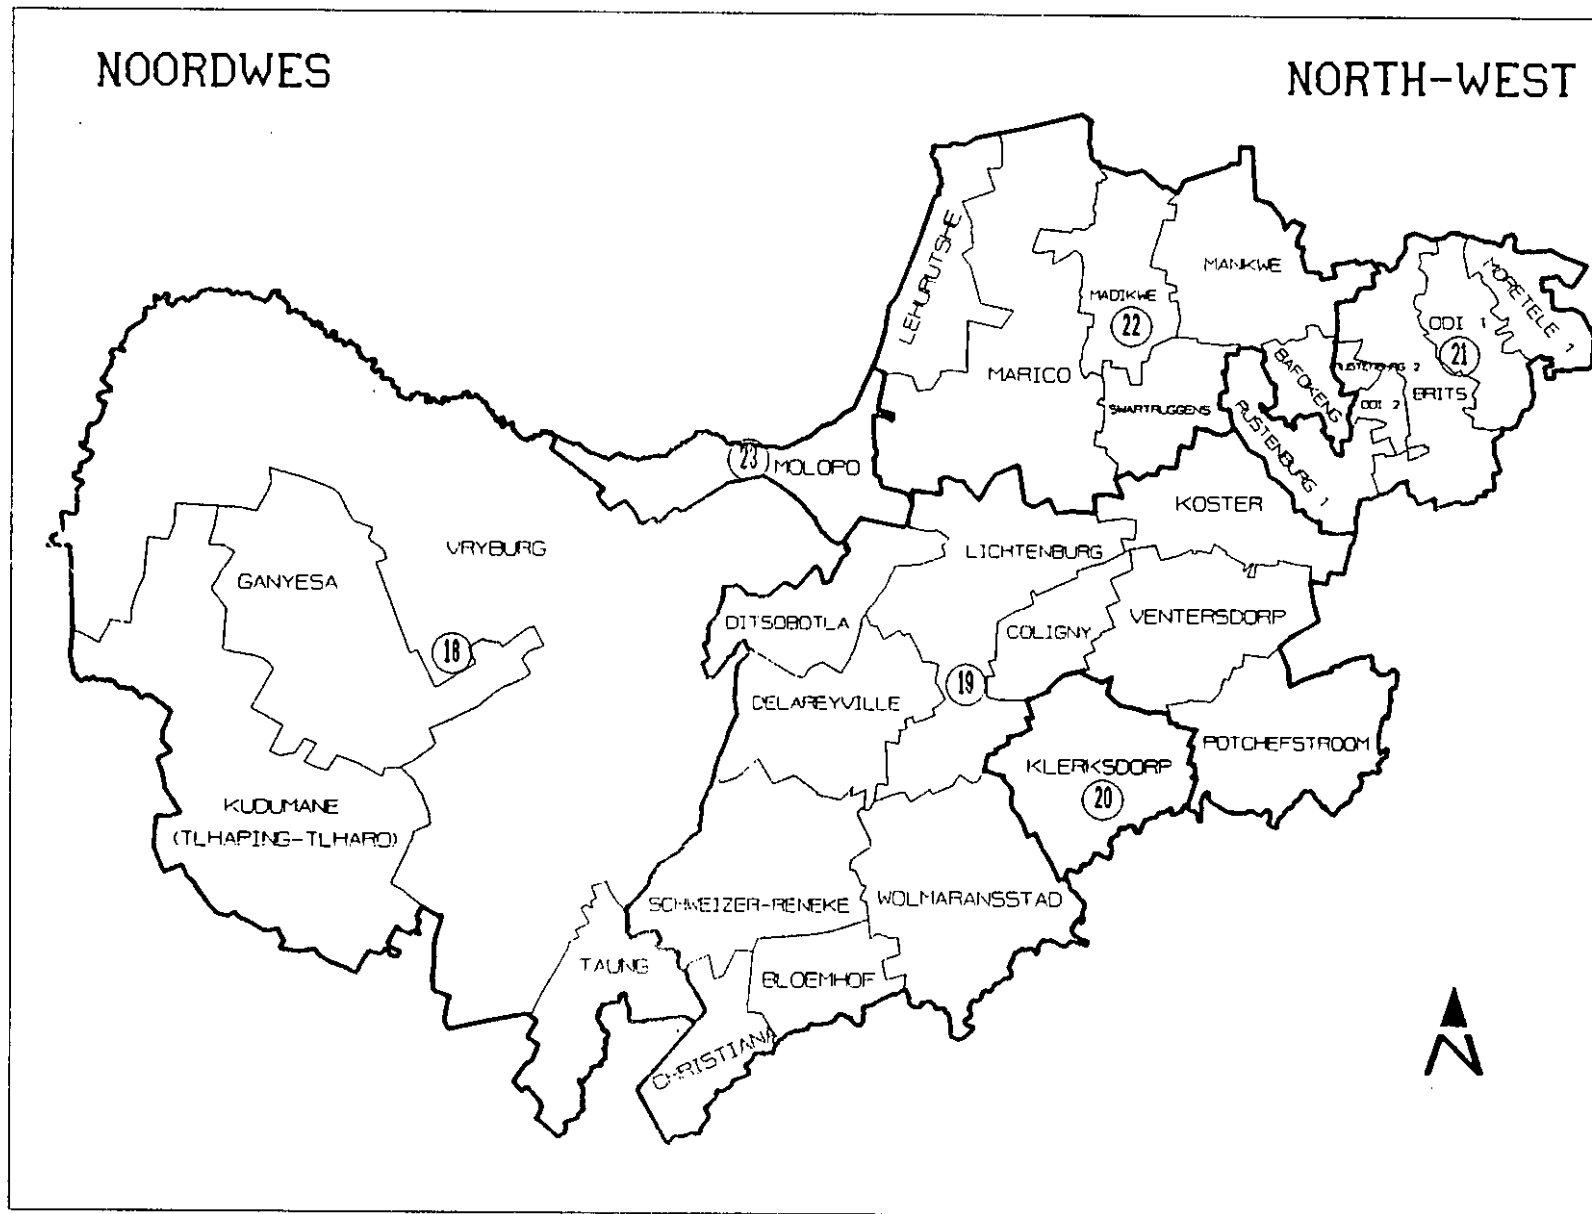 NOORDWES
NORTH-WEST
LEHURUTSHE
MARICO
MADIKWE
22
MANKWE
MORETELE 1
ODI 1
21
BAFOKENG
RUSTENBURG 2
ODI 2
BRITS
SWARTRUGGENS
RUSTENBURG 1
KOSTER
23
MOLOPO
VRYBURG
GANYESA
18
LICHTENBURG
DITSOBOTLA
COLIGNY
VENTERSDORP
19
DELAREYVILLE
POTCHEFSTROOM
KLERKSDORP
20
KUDUMANE
(TLHAPING-TLHARO)
SCHWEIZER-RENEKE
WOLMARANSSTAD
TAUNG
BLOEMHOF
CHRISTIANA